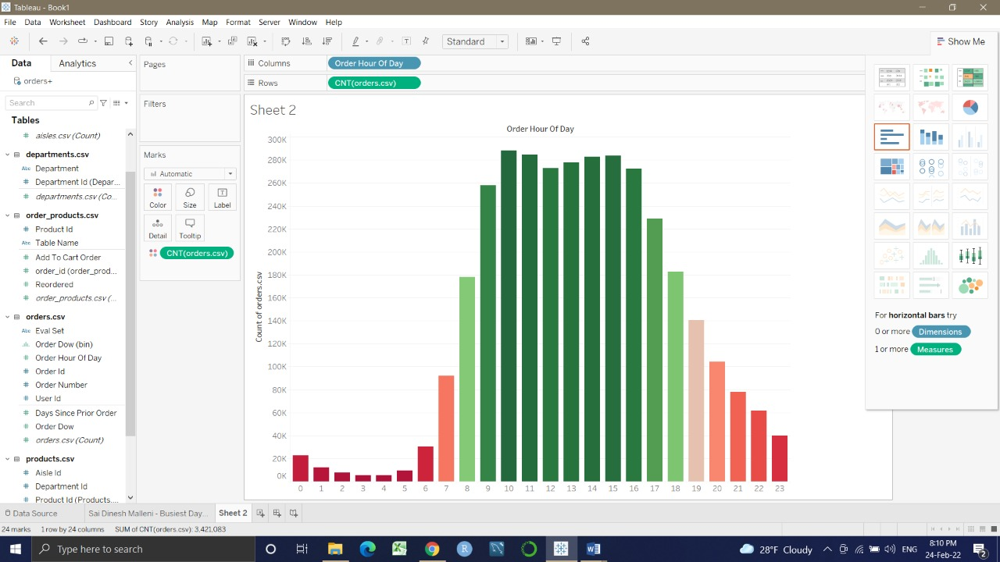 Tableau - Book1
File Data Worksheet Dashboard Story Analysis Map Format Server Window Help
Standard
Show Me
Data Analytics
orders+
Search
Tables
aisles.csv (Count)
departments.csv
Abc Department
Department Id (Depar...
departments.csv (Co...
order_products.csv
Product Id
Table Name
Add To Cart Order
order_id (order_prod...
Reordered
order_products.csv (...
orders.csv
Abc Eval Set
Order Dow (bin)
Order Hour Of Day
Order Id
Order Number
User Id
Days Since Prior Order
Order Dow
orders.csv (Count)
products.csv
Aisle Id
Department Id
Product Id (Products....
Pages
Filters
Marks
Automatic
Color Size Label
Detail Tooltip
CNT(orders.csv)
Columns Order Hour Of Day
Rows CNT(orders.csv)
Sheet 2
Order Hour Of Day
Count of orders.csv
300K
280K
260K
240K
220K
200K
180K
160K
140K
120K
100K
80K
60K
40K
20K
0K
0 1 2 3 4 5 6 7 8 9 10 11 12 13 14 15 16 17 18 19 20 21 22 23
For horizontal bars try
0 or more Dimensions
1 or more Measures
Data Source Sai Dinesh Malleni - Busiest Day... Sheet 2
24 marks 1 row by 24 columns SUM of CNT(orders.csv): 3,421,083
Type here to search
28°F Cloudy
ENG
8:10 PM
24-Feb-22
2